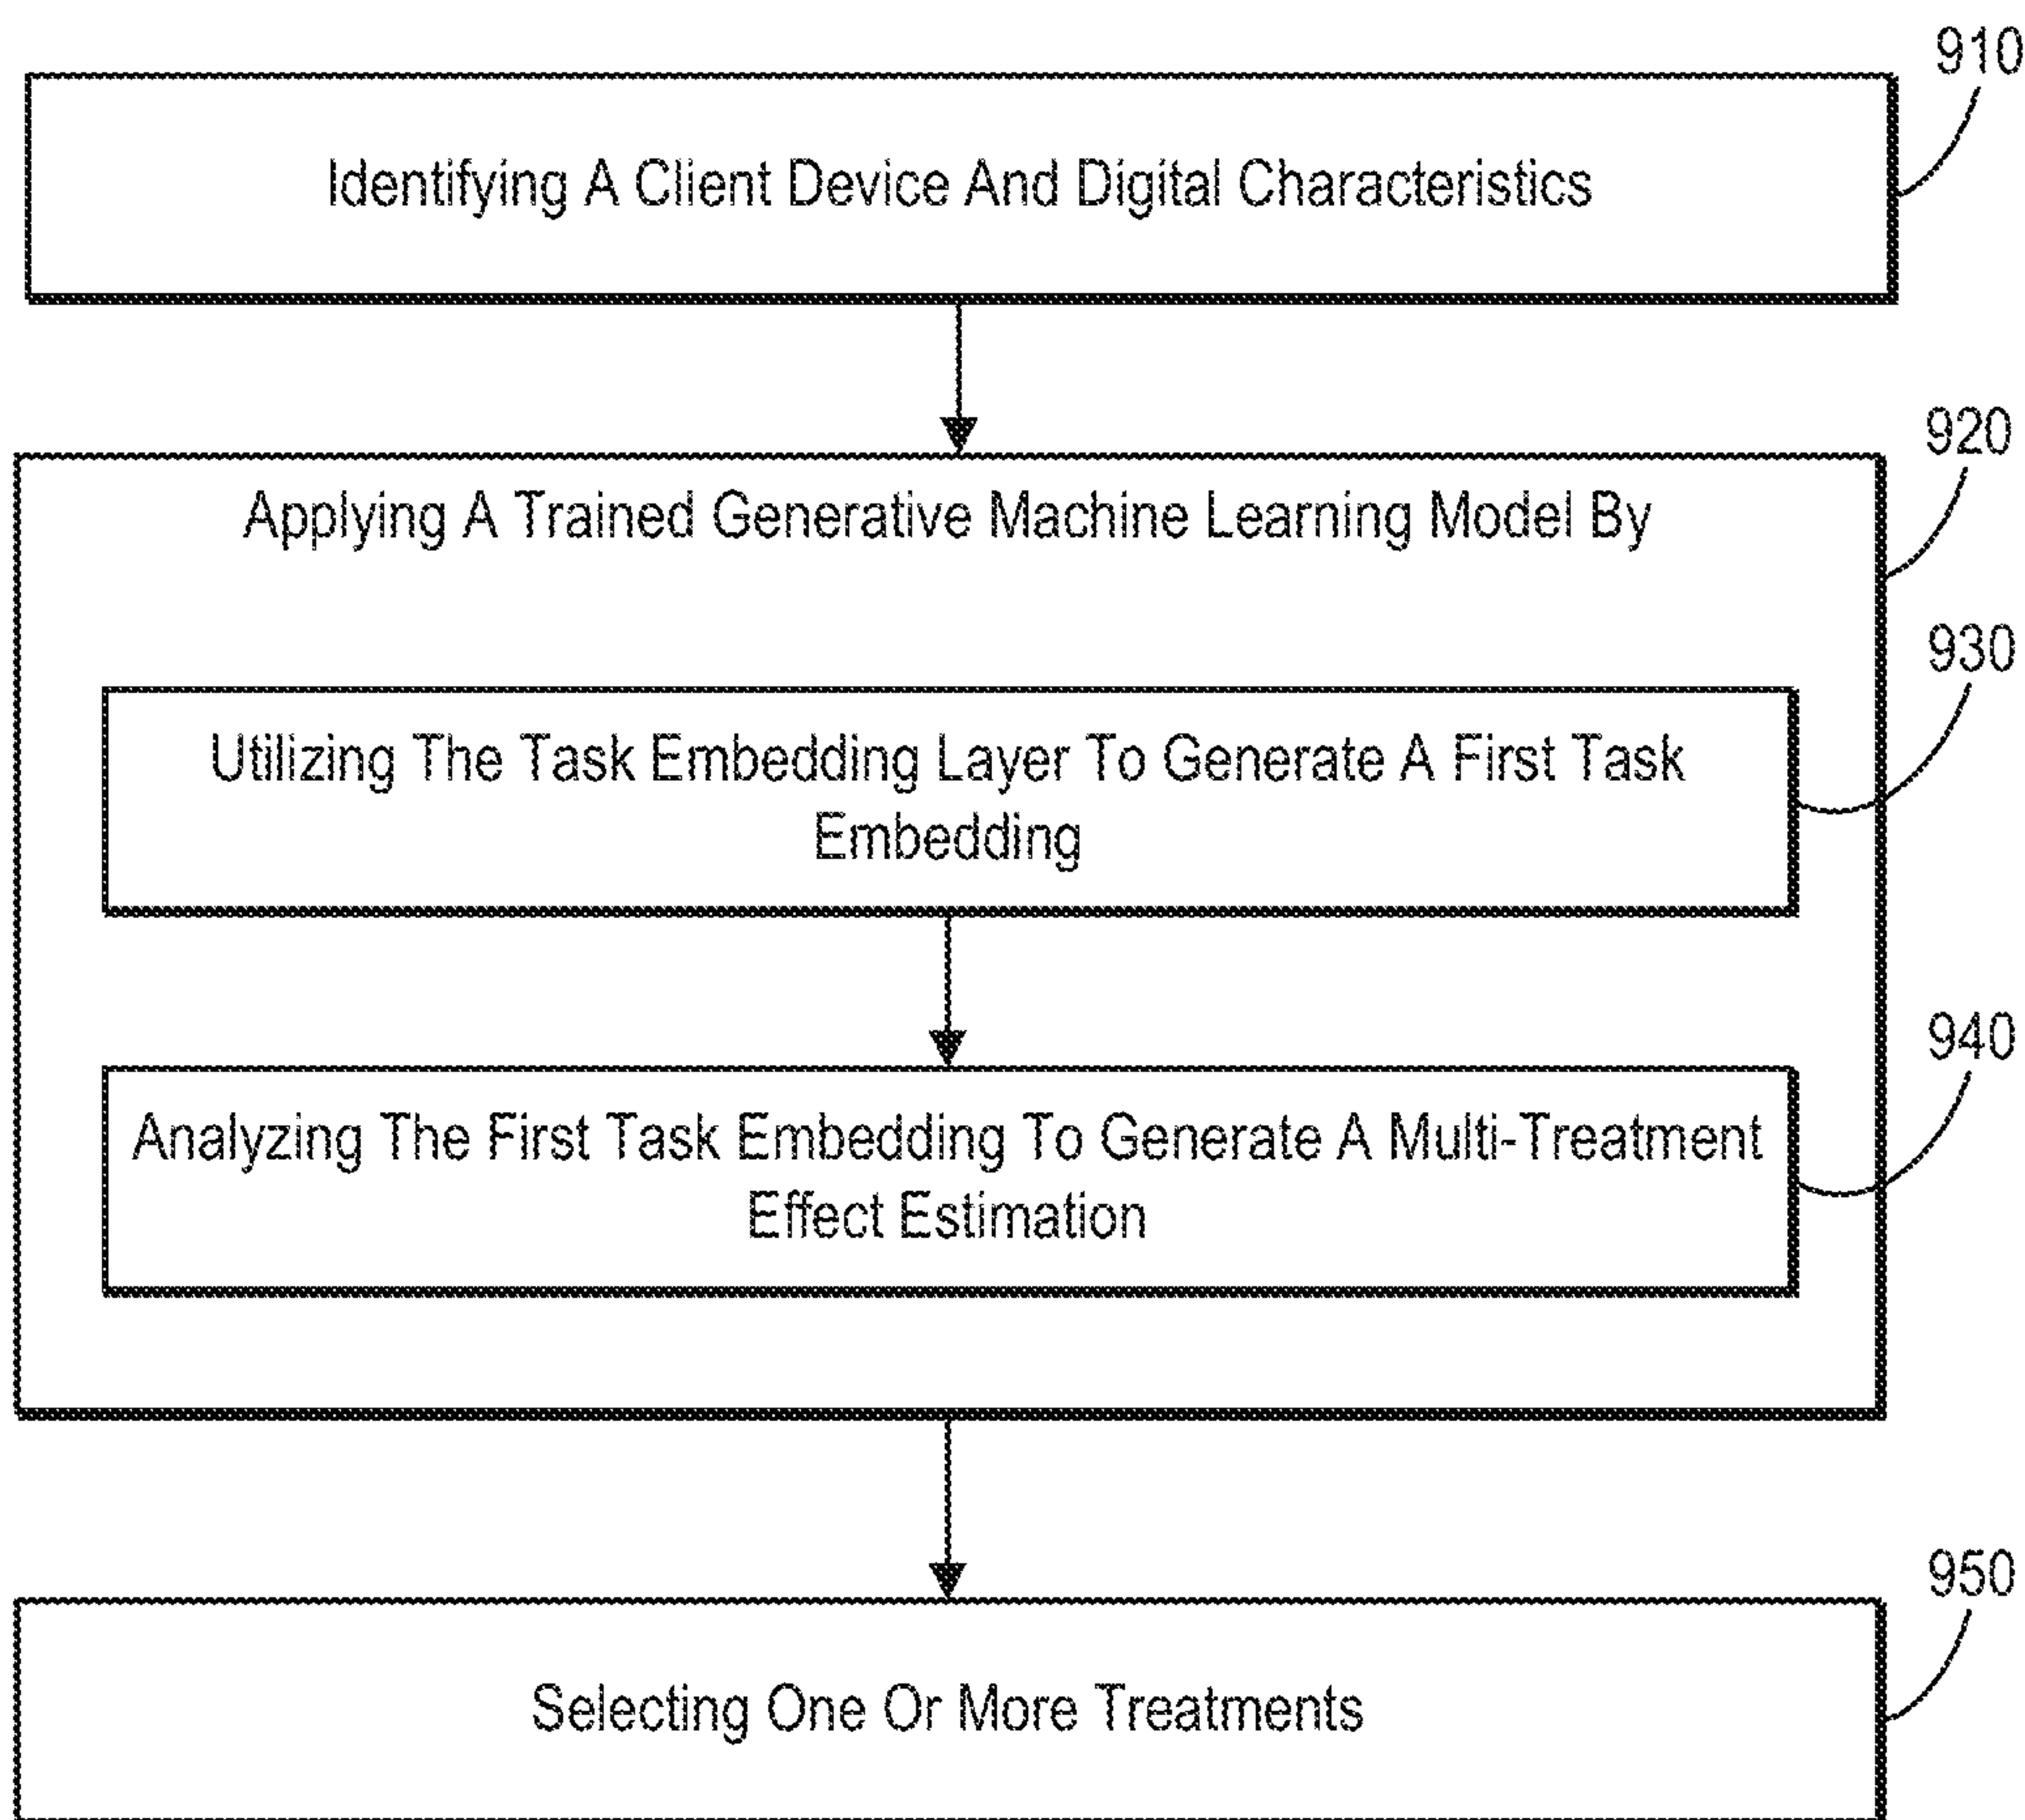 910
Identifying A Client Device And Digital Characteristics
920
Applying A Trained Generative Machine Learning Model By
930
Utilizing The Task Embedding Layer To Generate A First Task
Embedding
940
Analyzing The First Task Embedding To Generate A Multi-Treatment
Effect Estimation
950
Selecting One Or More Treatments